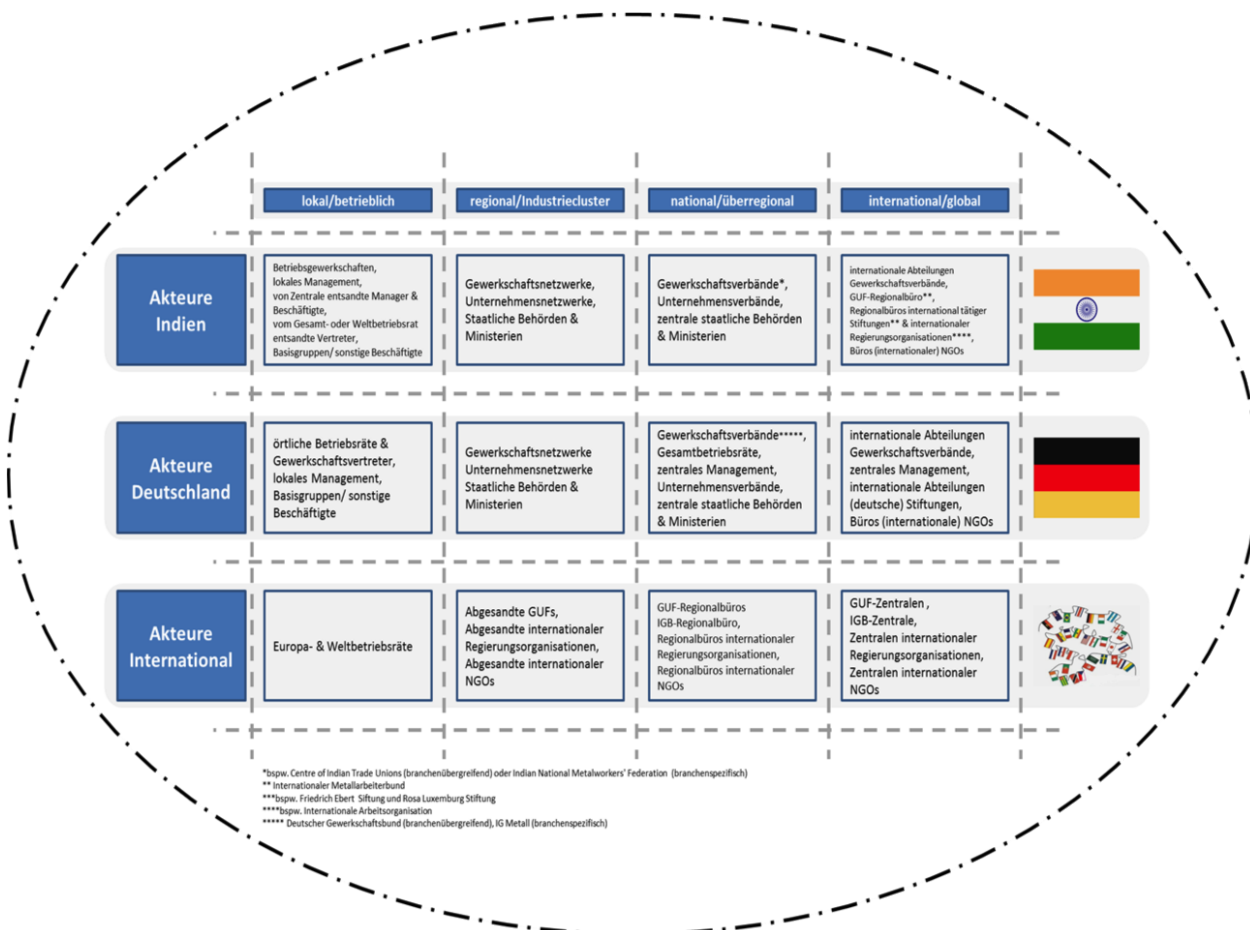 lokal/betrieblich
regional/Industriecluster
national/überregional
international/global
Akteure
Indien
Betriebsgewerkschaften,
lokales Management,
von Zentrale entsandte Manager &
Beschäftigte,
vom Gesamt- oder Weltbetriebsrat
entsandte Vertreter,
Basisgruppen/ sonstige Beschäftigte
Gewerkschaftsnetzwerke,
Unternehmensnetzwerke,
Staatliche Behörden &
Ministerien
Gewerkschaftsverbände*,
Unternehmensverbände,
zentrale staatliche Behörden
& Ministerien
internationale Abteilungen
Gewerkschaftsverbände,
GUF-Regionalbüro**,
Regionalbüros international tätiger
Stiftungen** & internationaler
Regierungsorganisationen****,
Büros (internationaler) NGOs
Akteure
Deutschland
örtliche Betriebsräte &
Gewerkschaftsvertreter,
lokales Management,
Basisgruppen/ sonstige
Beschäftigte
Gewerkschaftsnetzwerke
Unternehmensnetzwerke
Staatliche Behörden &
Ministerien
Gewerkschaftsverbände*****,
Gesamtbetriebsräte,
zentrales Management,
Unternehmensverbände,
zentrale staatliche Behörden
& Ministerien
internationale Abteilungen
Gewerkschaftsverbände,
zentrales Management,
internationale Abteilungen
(deutsche) Stiftungen,
Büros (internationale) NGOs
Akteure
International
Europa- & Weltbetriebsräte
Abgesandte GUFs,
Abgesandte internationaler
Regierungsorganisationen,
Abgesandte internationaler
NGOs
GUF-Regionalbüros
IGB-Regionalbüro,
Regionalbüros internationaler
Regierungsorganisationen,
Regionalbüros internationaler
NGOs
GUF-Zentralen ,
IGB-Zentrale,
Zentralen internationaler
Regierungsorganisationen,
Zentralen internationaler
NGOs
*bspw. Centre of Indian Trade Unions (branchenübergreifend) oder Indian National Metalworkers' Federation (branchenspezifisch)
** Internationaler Metallarbeiterbund
***bspw. Friedrich Ebert Siftung und Rosa Luxemburg Stiftung
****bspw. Internationale Arbeitsorganisation
***** Deutscher Gewerkschaftsbund (branchenübergreifend), IG Metall (branchenspezifisch)